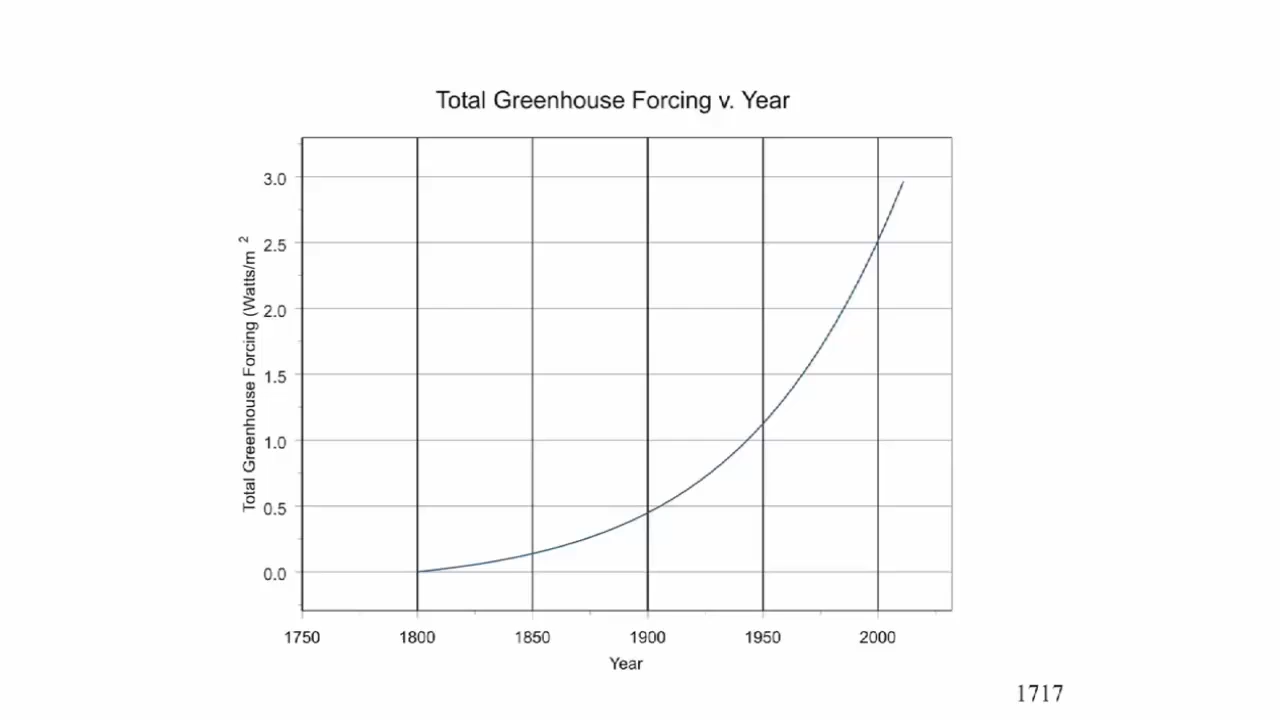 Total Greenhouse Forcing v. Year
3.0
2.5
2.0
1.5
1.0
0.5
0.0
Total Greenhouse Forcing (Watts/m 2
1750 1800 1850 1900 1950 2000
Year
1717